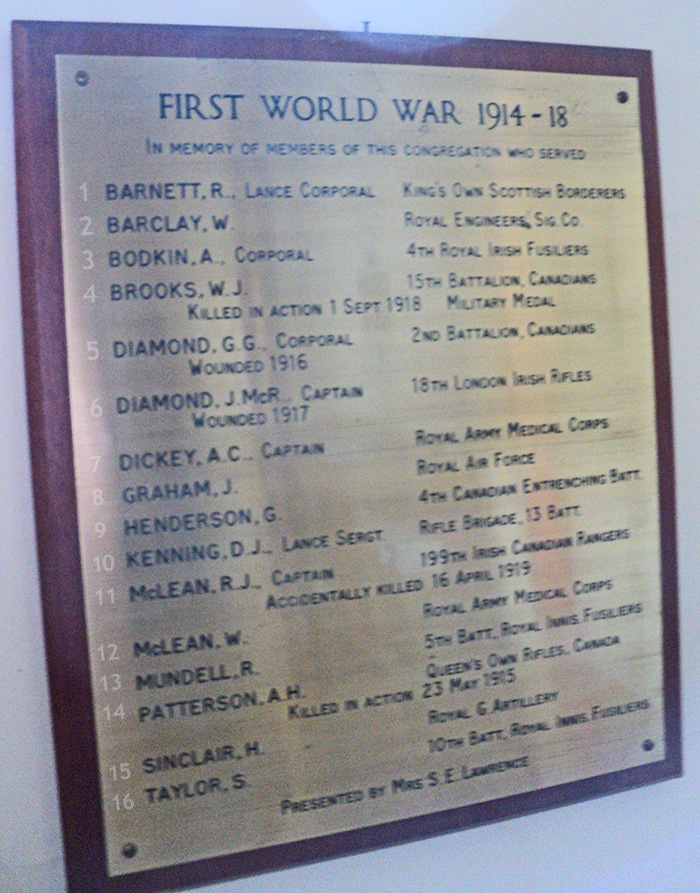 FIRST WORLD WAR 1914-18
IN MEMORY OF MEMBERS OF THIS CONGREGATION WHO SERVED
1 BARNETT, R., LANCE CORPORAL KING'S OWN SCOTTISH BORDERERS
2 BARCLAY, W. ROYAL ENGINEERS, SIG. CO.
3 BODKIN, A., CORPORAL 4TH ROYAL IRISH FUSILIERS
4 BROOKS, W.J. 15TH BATTALION, CANADIANS
KILLED IN ACTION 1 SEPT 1918 MILITARY MEDAL
5 DIAMOND, G.G., CORPORAL 2ND BATTALION, CANADIANS
WOUNDED 1916
6 DIAMOND, J.McR., CAPTAIN 18TH LONDON IRISH RIFLES
WOUNDED 1917
7 DICKEY, A.C., CAPTAIN ROYAL ARMY MEDICAL CORPS
8 GRAHAM, J. ROYAL AIR FORCE
9 HENDERSON, G. 4TH CANADIAN ENTRENCHING BATT.
10 KENNING, D.J., LANCE SERGT. RIFLE BRIGADE, 13 BATT.
11 McLEAN, R.J., CAPTAIN 199TH IRISH CANADIAN RANGERS
ACCIDENTALLY KILLED 16 APRIL 1919
12 McLEAN, W. ROYAL ARMY MEDICAL CORPS
13 MUNDELL, R. 5TH BATT., ROYAL INNIS. FUSILIERS
14 PATTERSON, A.H. QUEEN'S OWN RIFLES, CANADA
KILLED IN ACTION 23 MAY 1915
15 SINCLAIR, H. ROYAL G. ARTILLERY
16 TAYLOR, S. 10TH BATT., ROYAL INNIS. FUSILIERS
PRESENTED BY MRS S.E. LAWRENCE